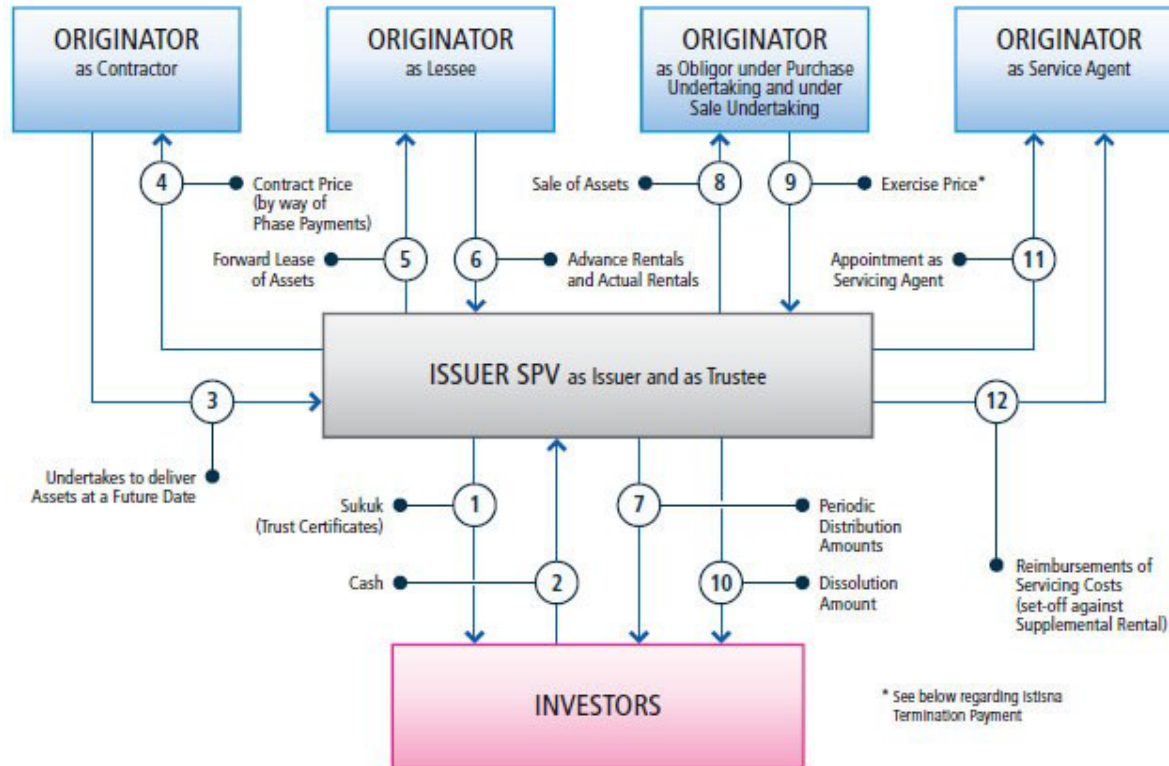 ORIGINATOR
as Contractor
ORIGINATOR
as Lessee
ORIGINATOR
as Obligor under Purchase
Undertaking and under
Sale Undertaking
ORIGINATOR
as Service Agent
4
Contract Price
(by way of
Phase Payments)
Forward Lease
of Assets
5
6
Advance Rentals
and Actual Rentals
Sale of Assets
8
9
Exercise Price*
Appointment as
Servicing Agent
11
ISSUER SPV as Issuer and as Trustee
3
Undertakes to deliver
Assets at a Future Date
12
Reimbursements of
Servicing Costs
(set-off against
Supplemental Rental)
Sukuk
(Trust Certificates)
1
Cash
2
7
Periodic
Distribution
Amounts
10
Dissolution
Amount
INVESTORS
* See below regarding Istisna
Termination Payment